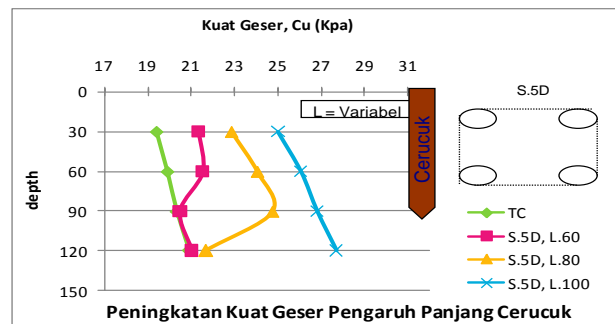 Kuat Geser, Cu (Kpa)
17 19 21 23 25 27 29 31
0
30
60
90
120
150
depth
L = Variabel
Cerucuk
S.5D
TC
S.5D, L.60
S.5D, L.80
S.5D, L.100
Peningkatan Kuat Geser Pengaruh Panjang Cerucuk